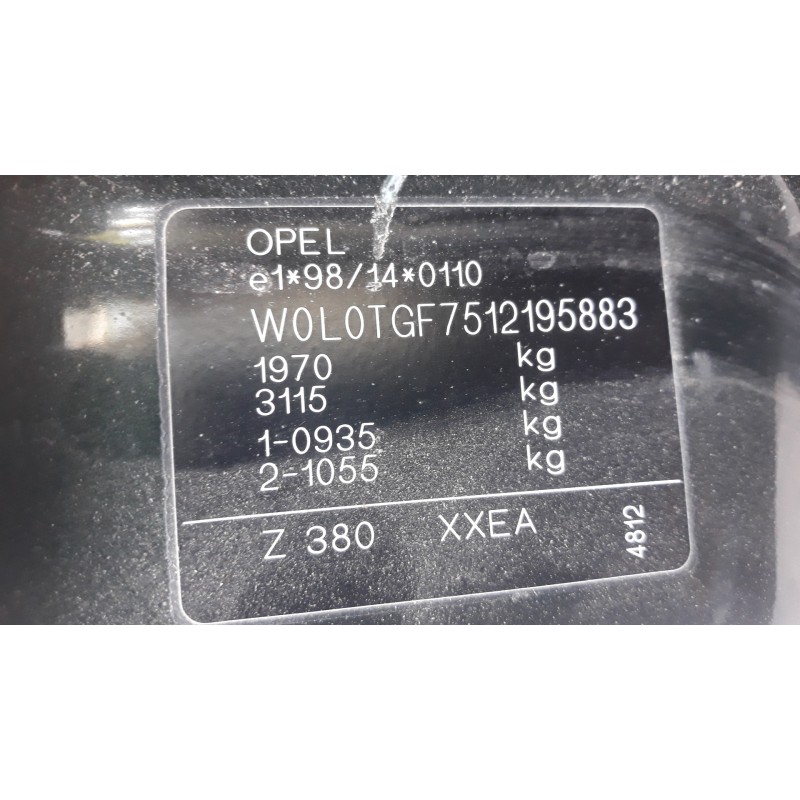 OPEL
e1*98/14*0110
W0L0TGF7512195883
1970 kg
3115 kg
1-0935 kg
2-1055 kg
Z 380 XXEA
4812